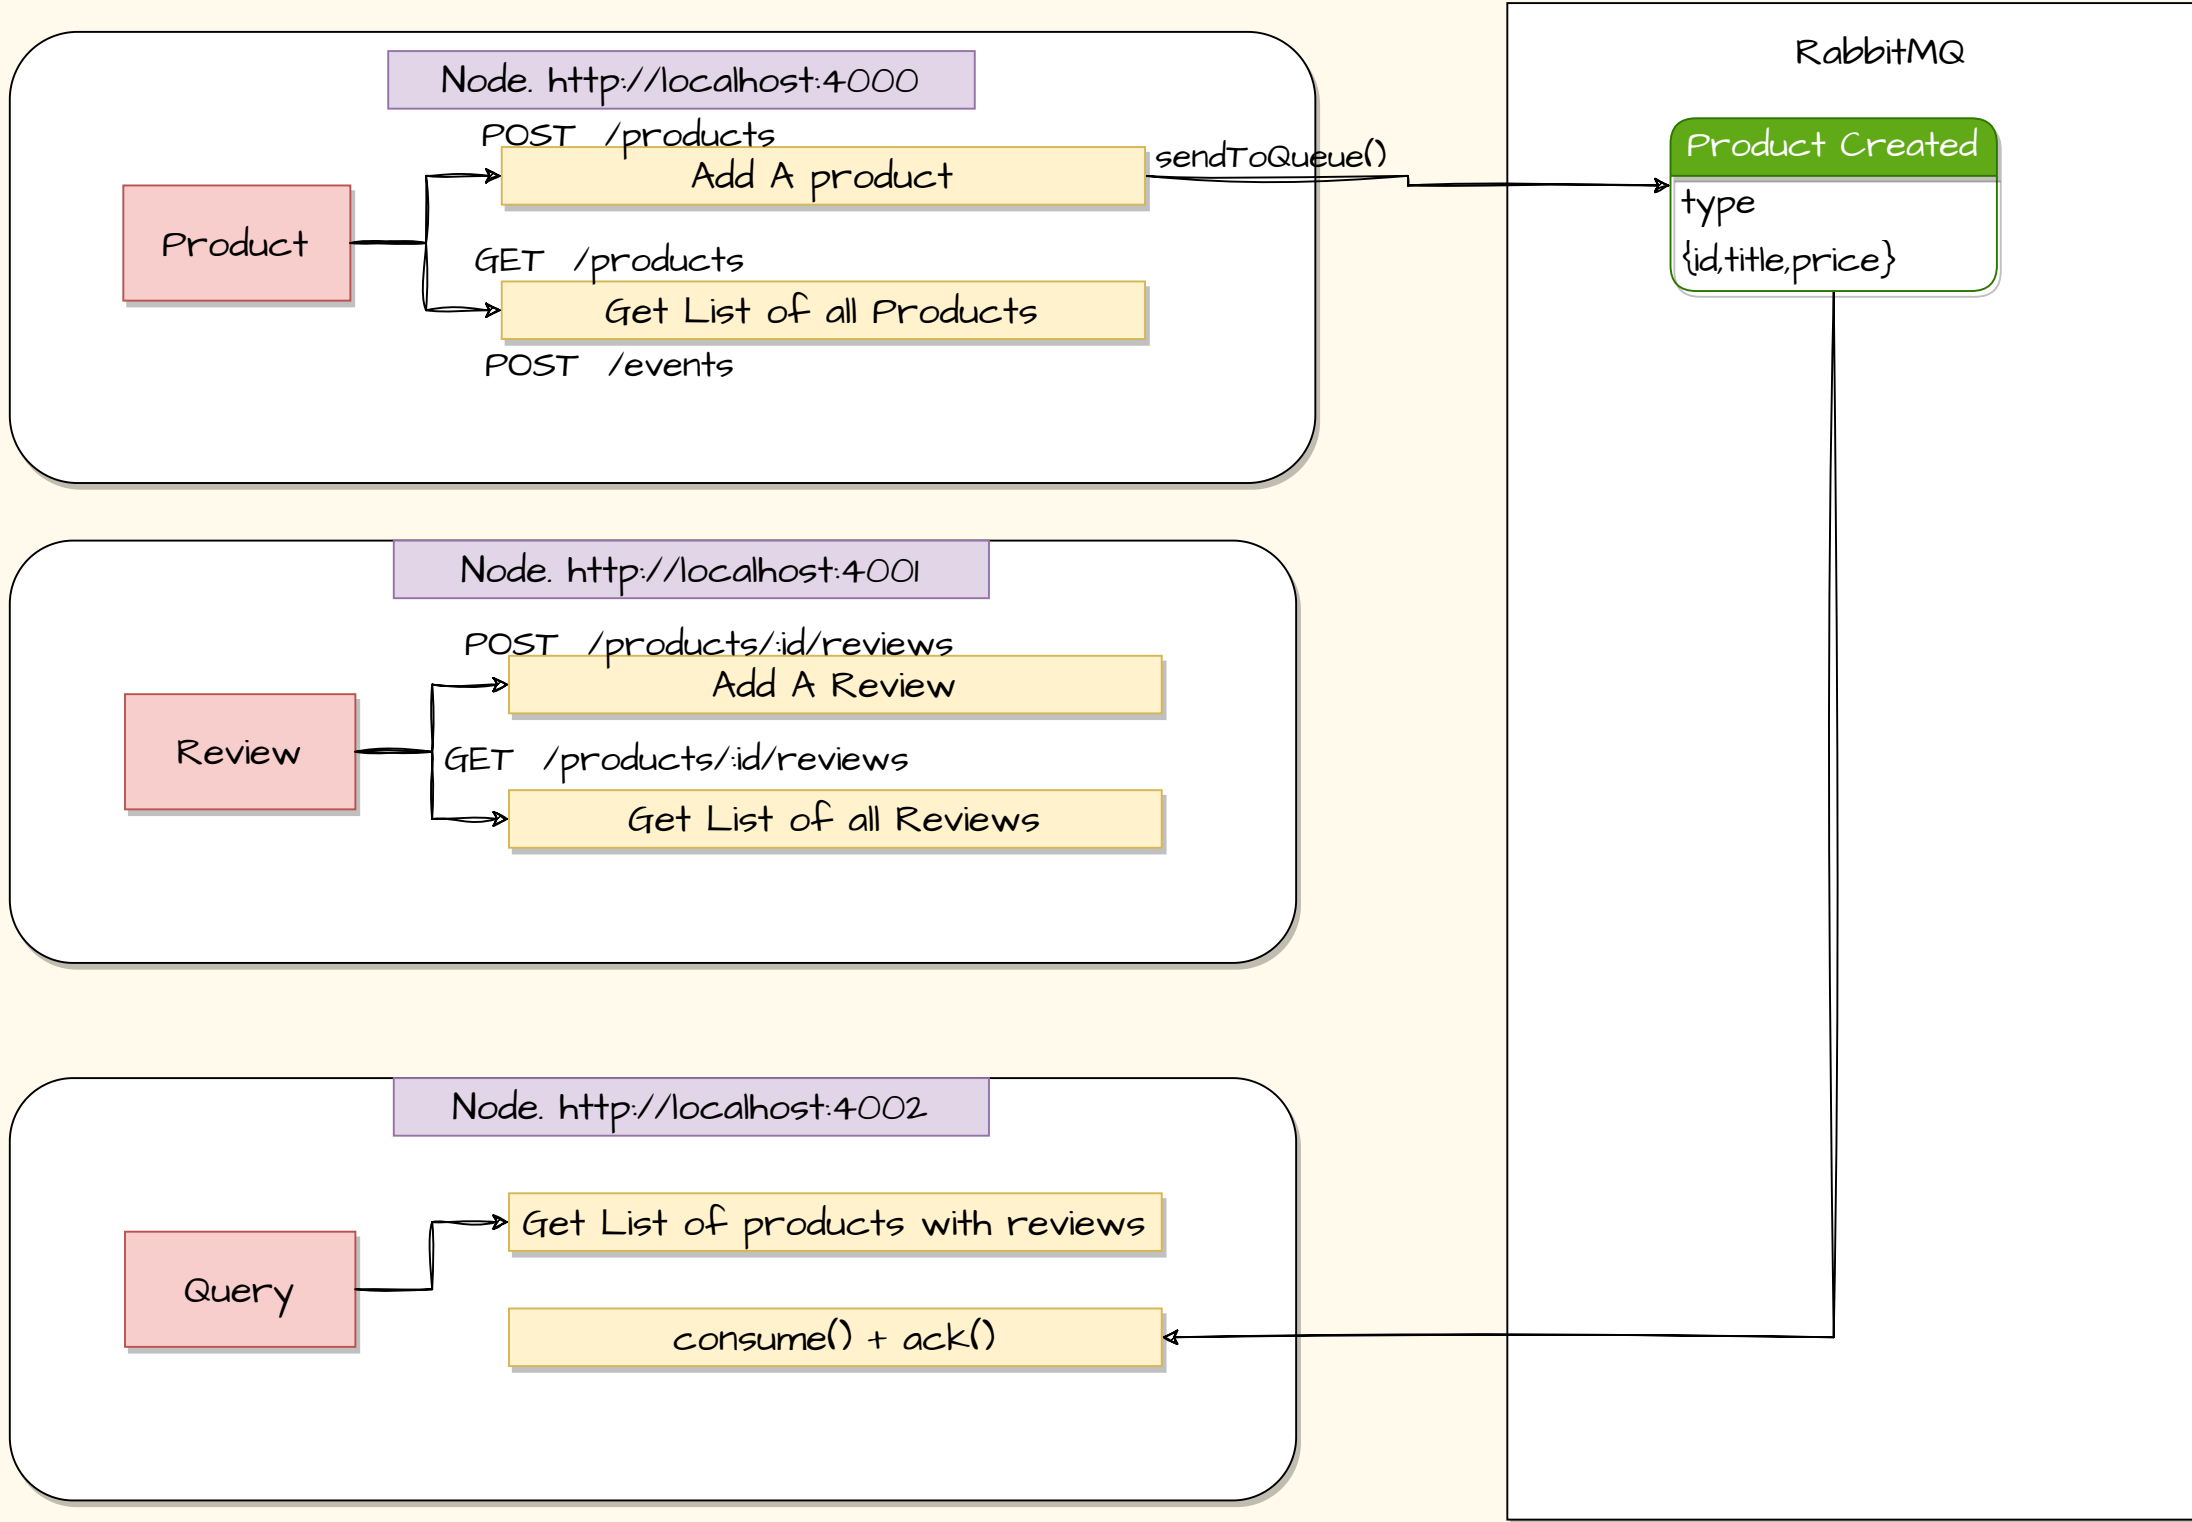 Node. http://localhost:4000
POST /products
Add A product
sendToQueue()
Product
GET /products
Get List of all Products
POST /events
RabbitMQ
Product Created
type
{id,title,price}
Node. http://localhost:4001
POST /products/:id/reviews
Add A Review
Review
GET /products/:id/reviews
Get List of all Reviews
Node. http://localhost:4002
Get List of products with reviews
Query
consume() + ack()